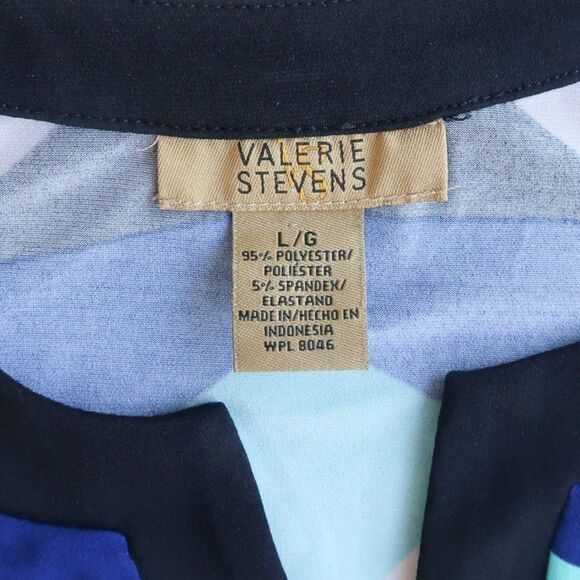 VALERIE
STEVENS
L/G
95% POLYESTER/
POLIÉSTER
5% SPANDEX/
ELASTANO
MADE IN/HECHO EN
INDONESIA
WPL 8046